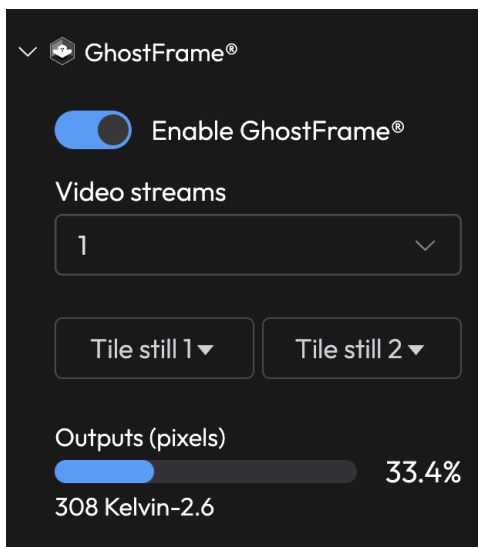 GhostFrame®
Enable GhostFrame®
Video streams
1
Tile still 1
Tile still 2
Outputs (pixels)
33.4%
308 Kelvin-2.6